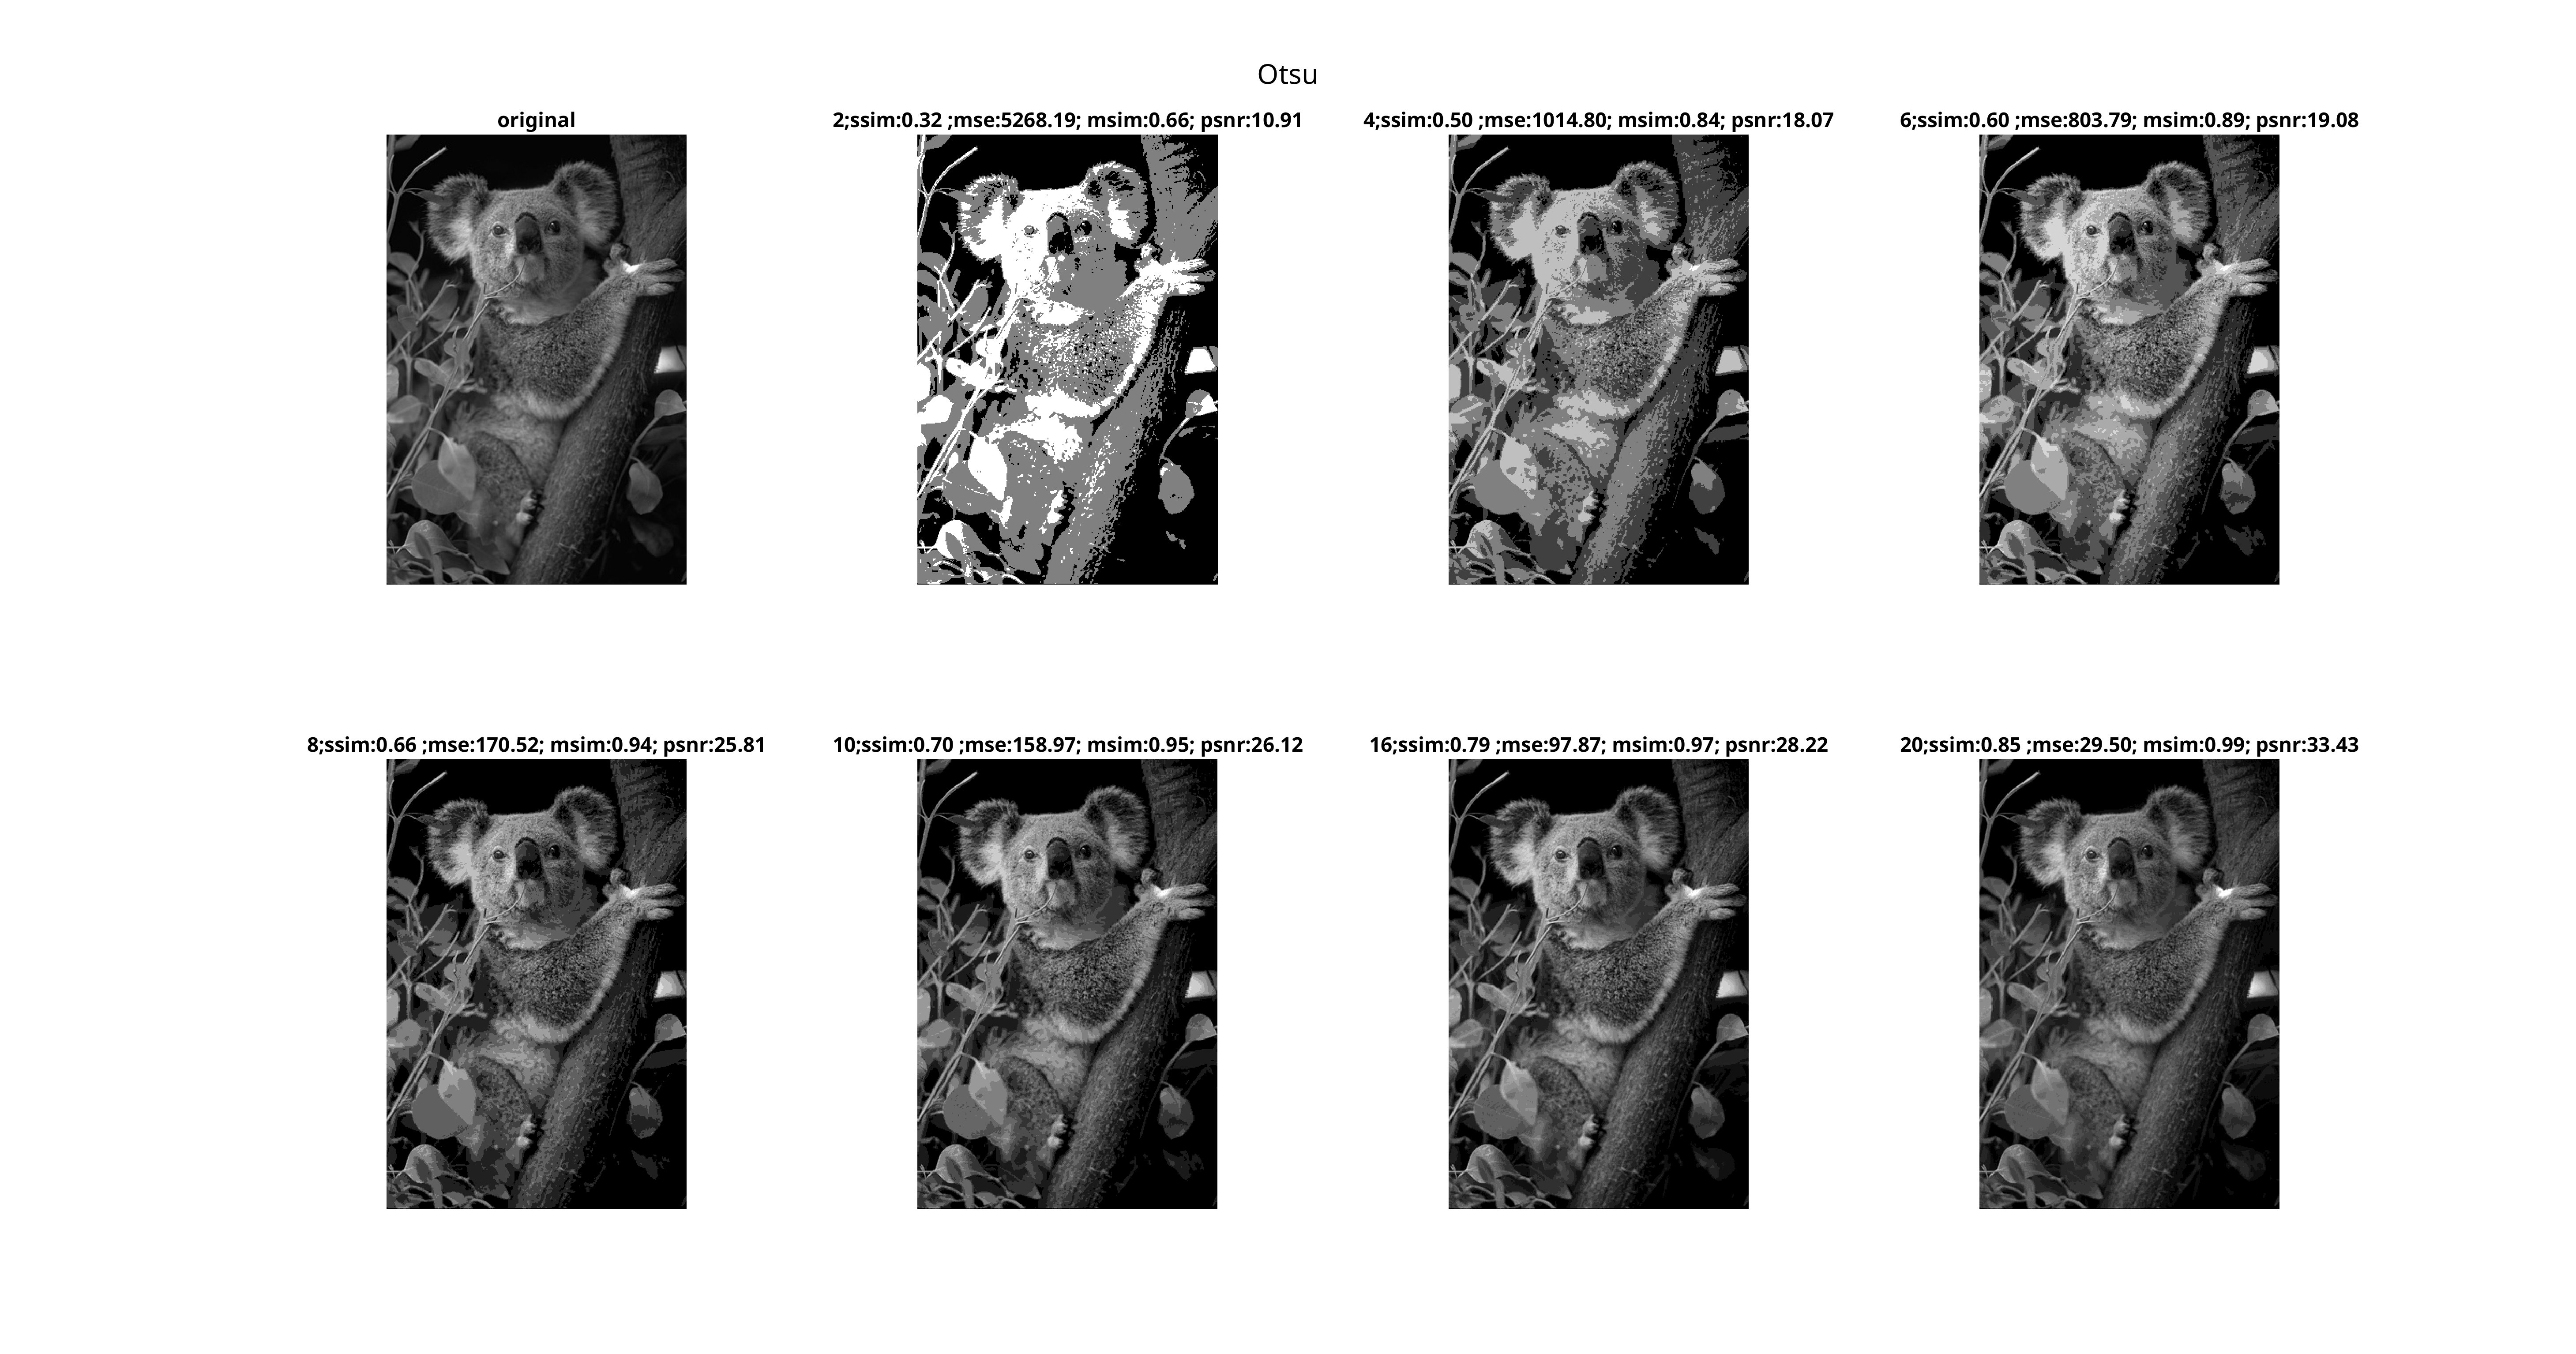 Otsu
original
2;ssim:0.32 ;mse:5268.19; msim:0.66; psnr:10.91
4;ssim:0.50 ;mse:1014.80; msim:0.84; psnr:18.07
6;ssim:0.60 ;mse:803.79; msim:0.89; psnr:19.08
8;ssim:0.66 ;mse:170.52; msim:0.94; psnr:25.81
10;ssim:0.70 ;mse:158.97; msim:0.95; psnr:26.12
16;ssim:0.79 ;mse:97.87; msim:0.97; psnr:28.22
20;ssim:0.85 ;mse:29.50; msim:0.99; psnr:33.43